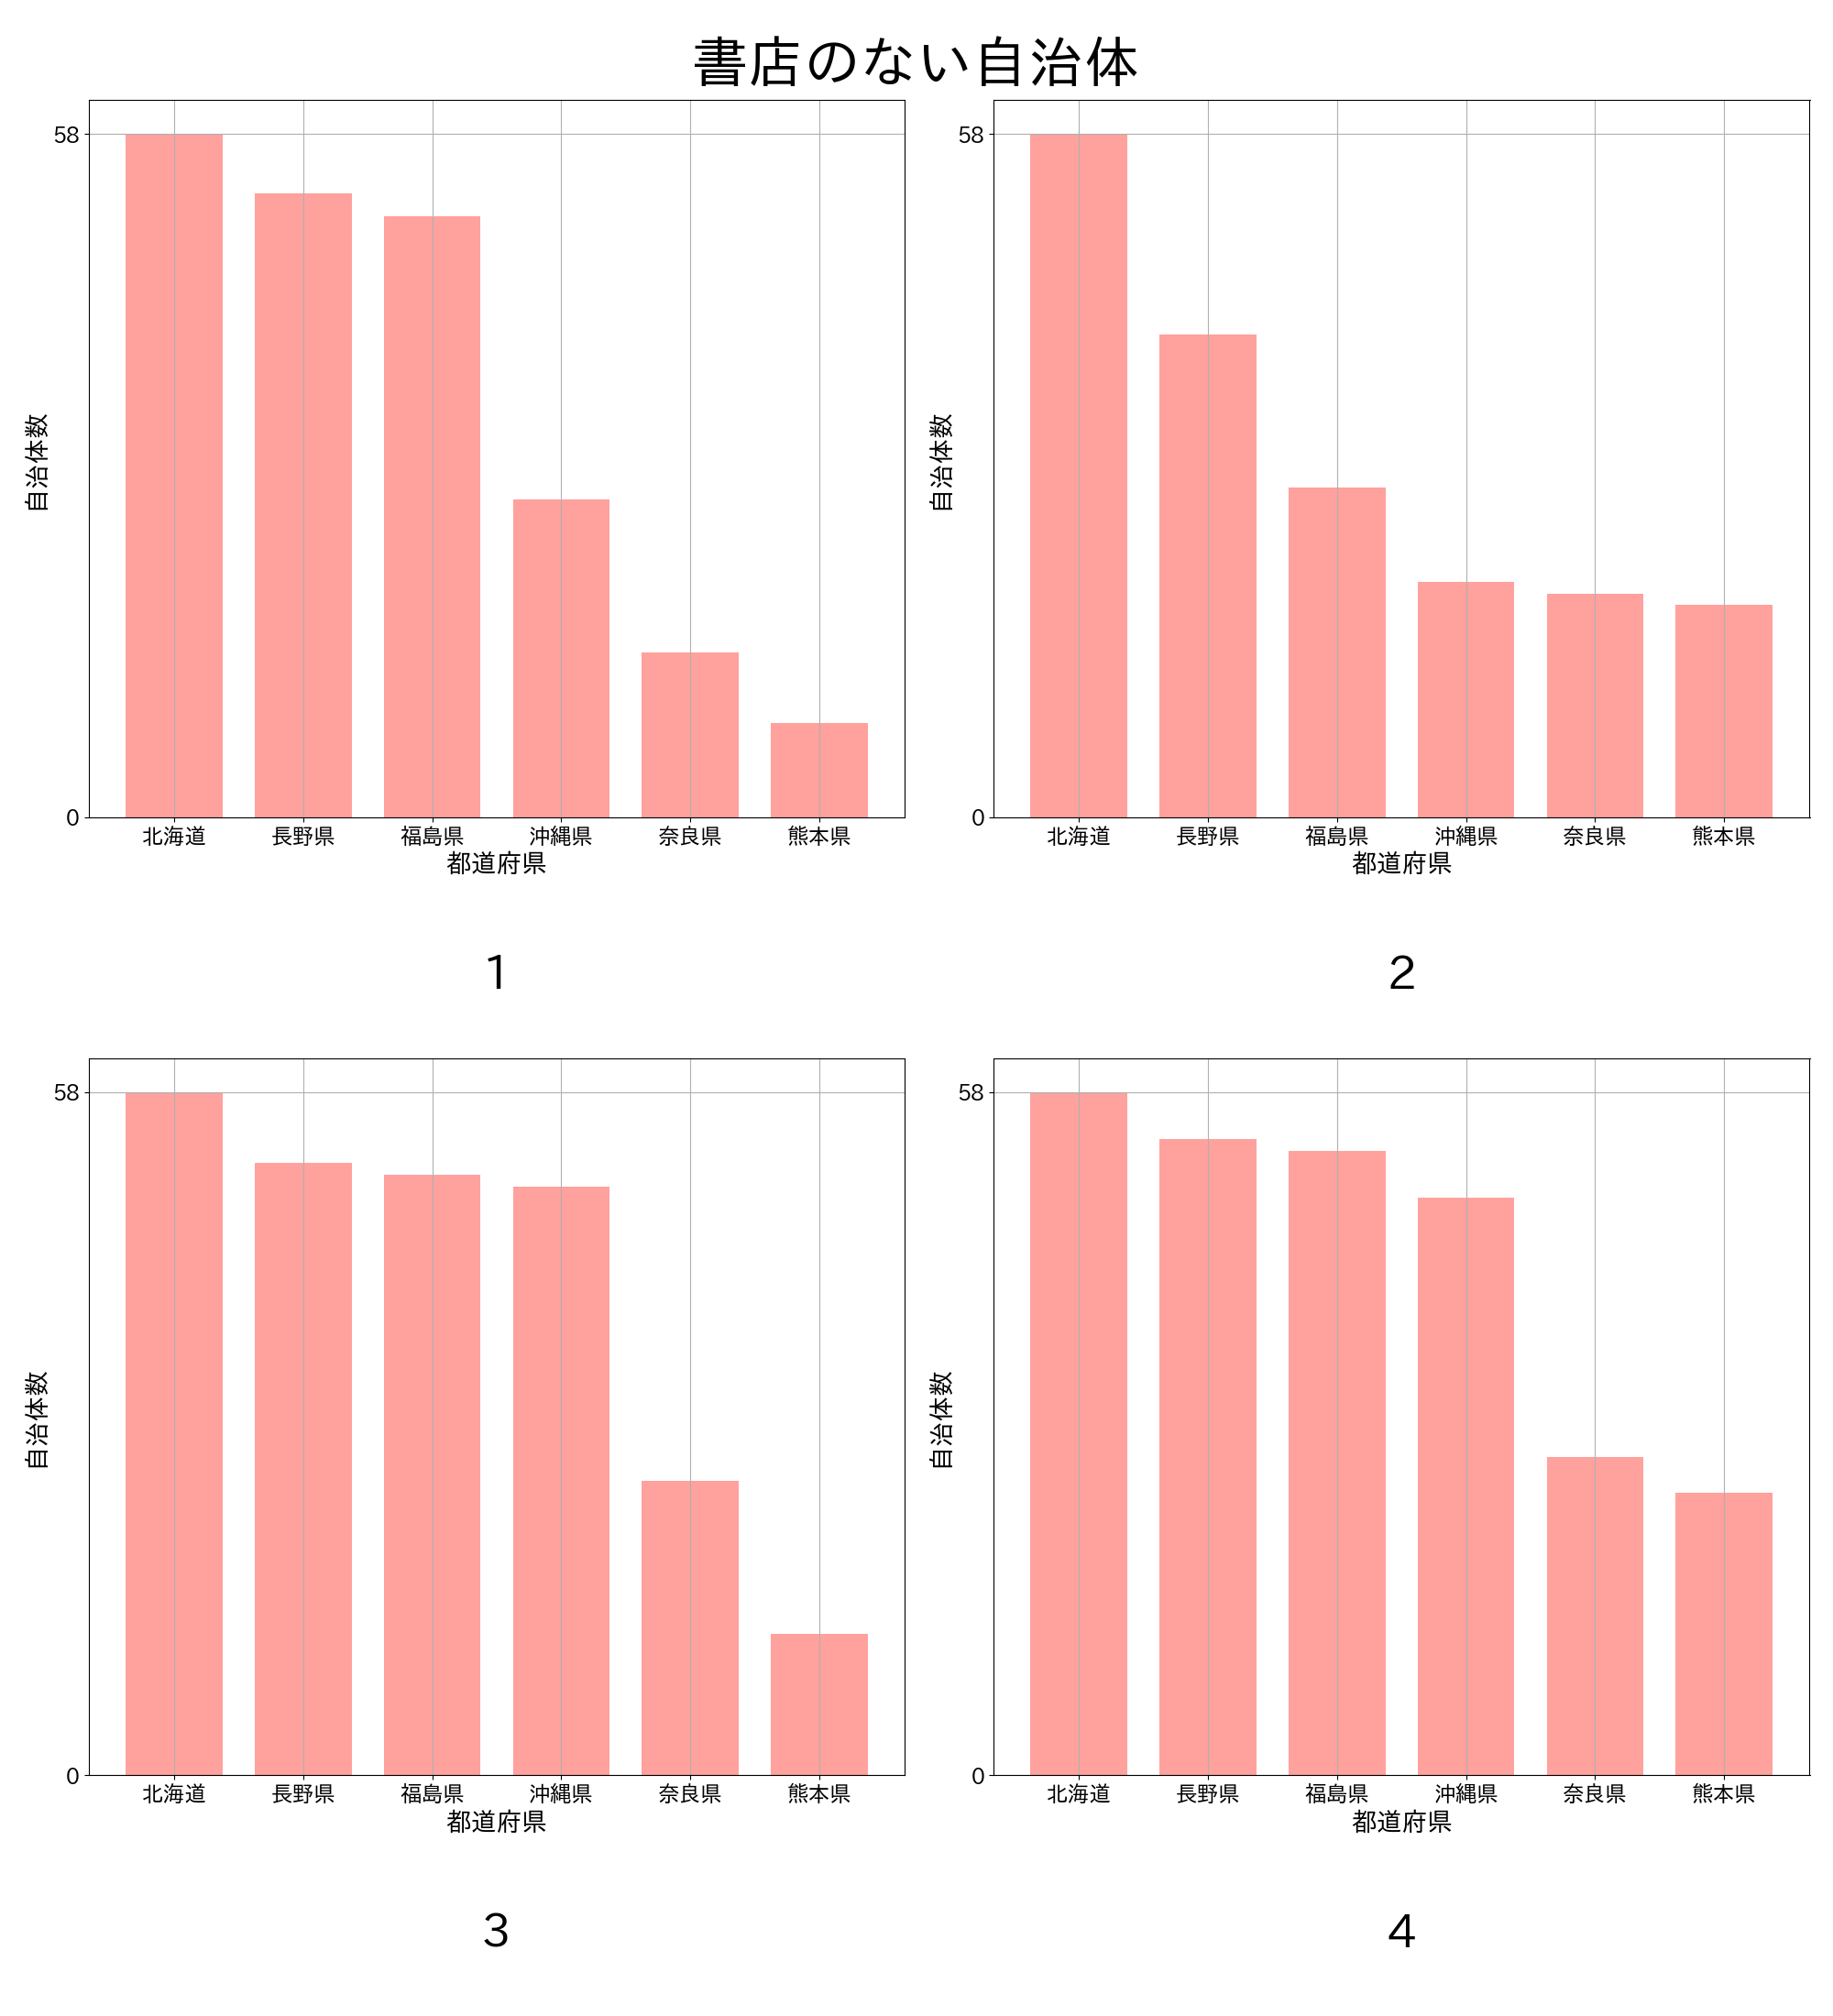 書店のない自治体
58
0
自治体数
北海道 長野県 福島県 沖縄県 奈良県 熊本県
都道府県
1
58
0
自治体数
北海道 長野県 福島県 沖縄県 奈良県 熊本県
都道府県
2
58
0
自治体数
北海道 長野県 福島県 沖縄県 奈良県 熊本県
都道府県
3
58
0
自治体数
北海道 長野県 福島県 沖縄県 奈良県 熊本県
都道府県
4